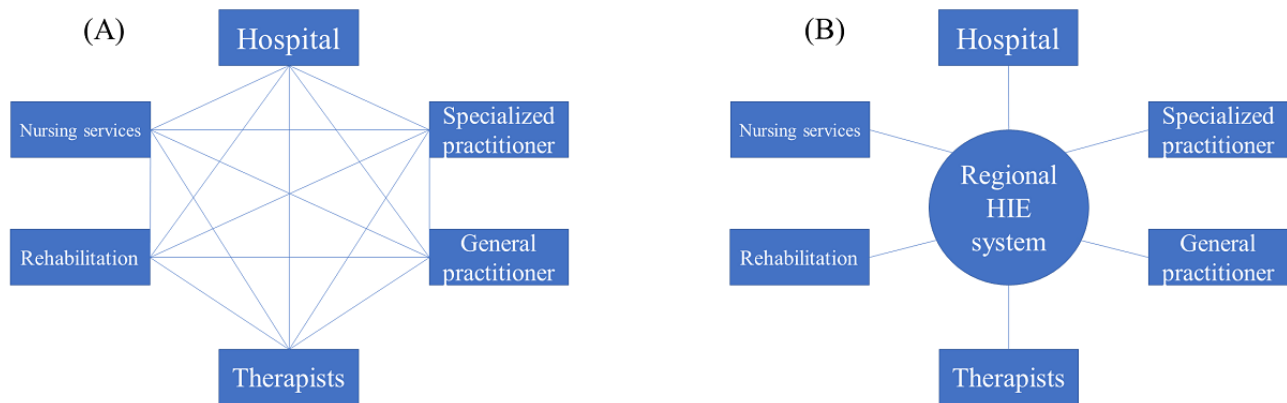 (A)
Hospital
Nursing services
Specialized
practitioner
Rehabilitation
General
practitioner
Therapists
(B)
Hospital
Nursing services
Specialized
practitioner
Regional
HIE
system
Rehabilitation
General
practitioner
Therapists